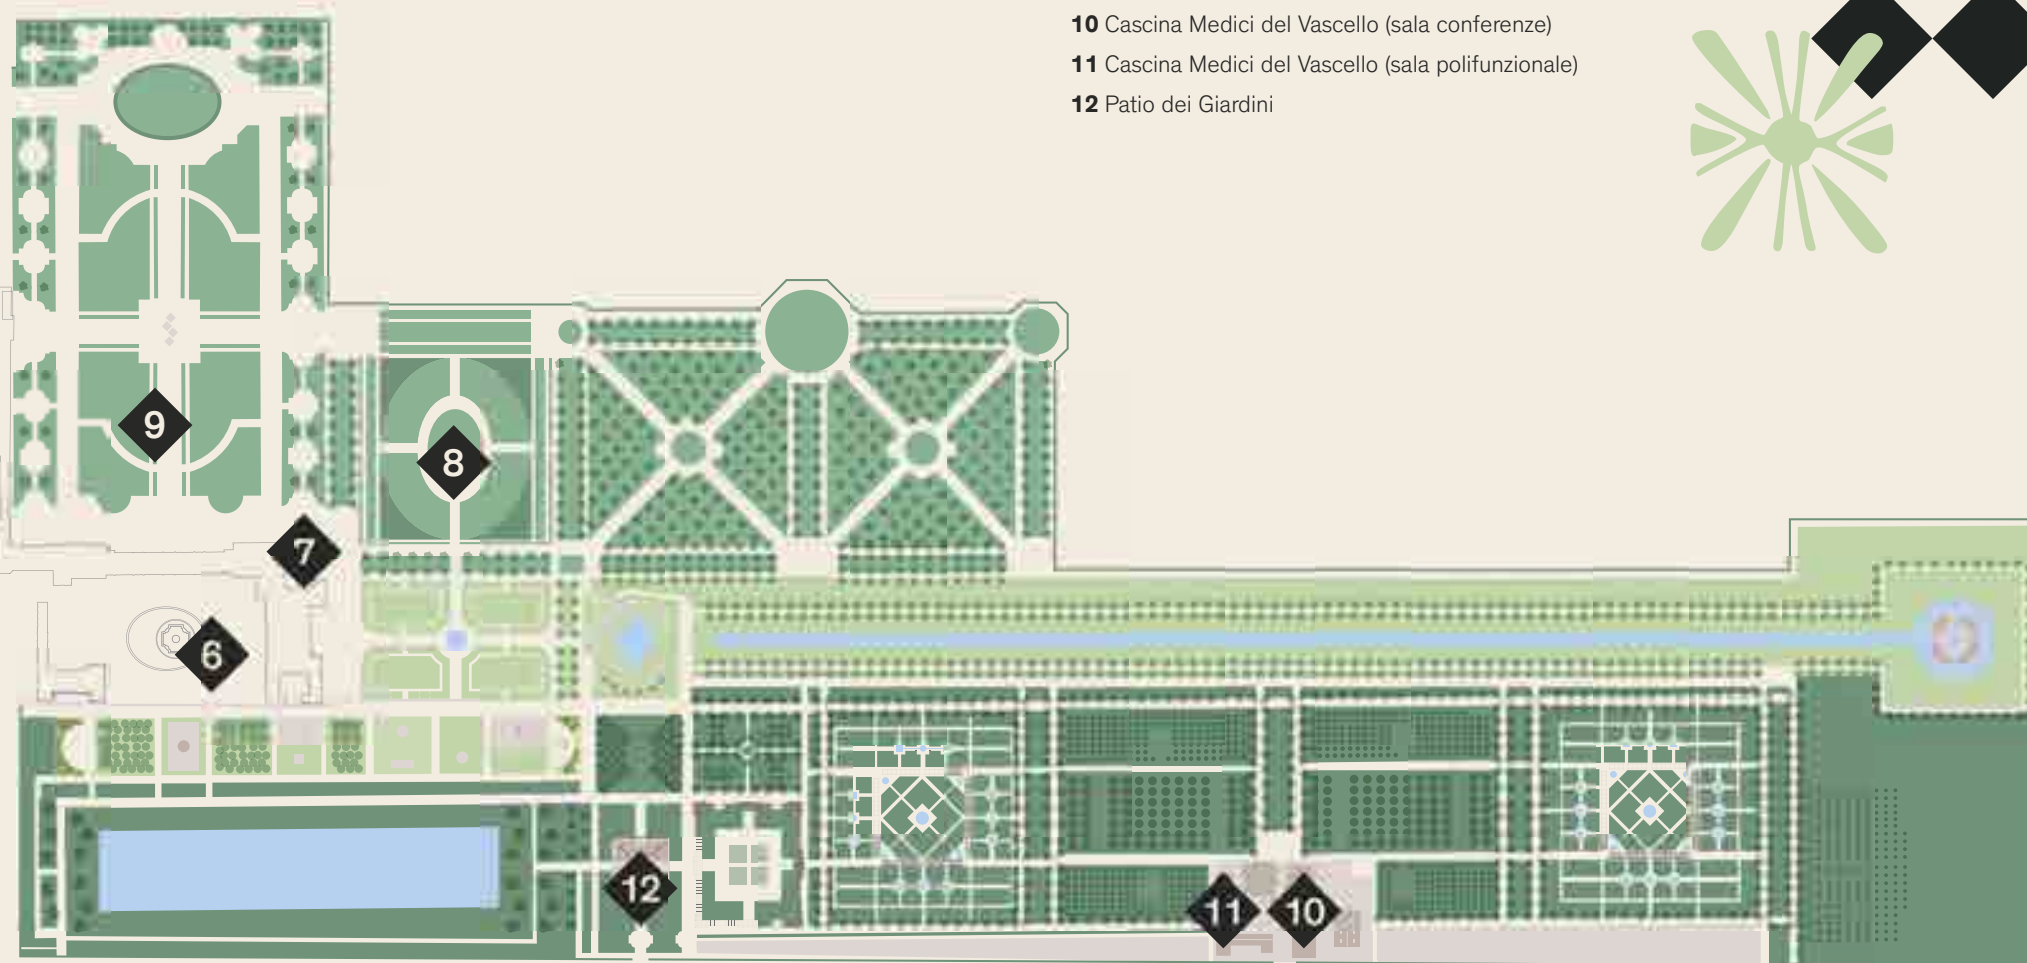 10 Cascina Medici del Vascello (sala conferenze)
11 Cascina Medici del Vascello (sala polifunzionale)
12 Patio dei Giardini
9
8
7
6
12
11
10